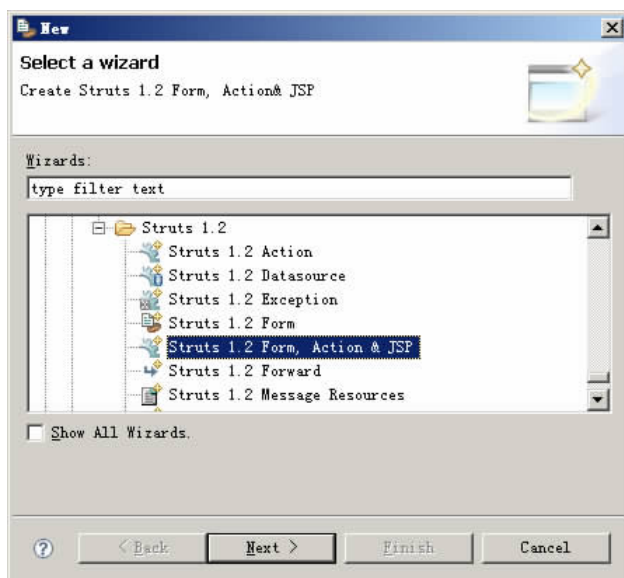 New
Select a wizard
Create Struts 1.2 Form, Action& JSP
Wizards:
type filter text
Struts 1.2
Struts 1.2 Action
Struts 1.2 Datasource
Struts 1.2 Exception
Struts 1.2 Form
Struts 1.2 Form, Action & JSP
Struts 1.2 Forward
Struts 1.2 Message Resources
Show All Wizards.
< Back Next > Finish Cancel